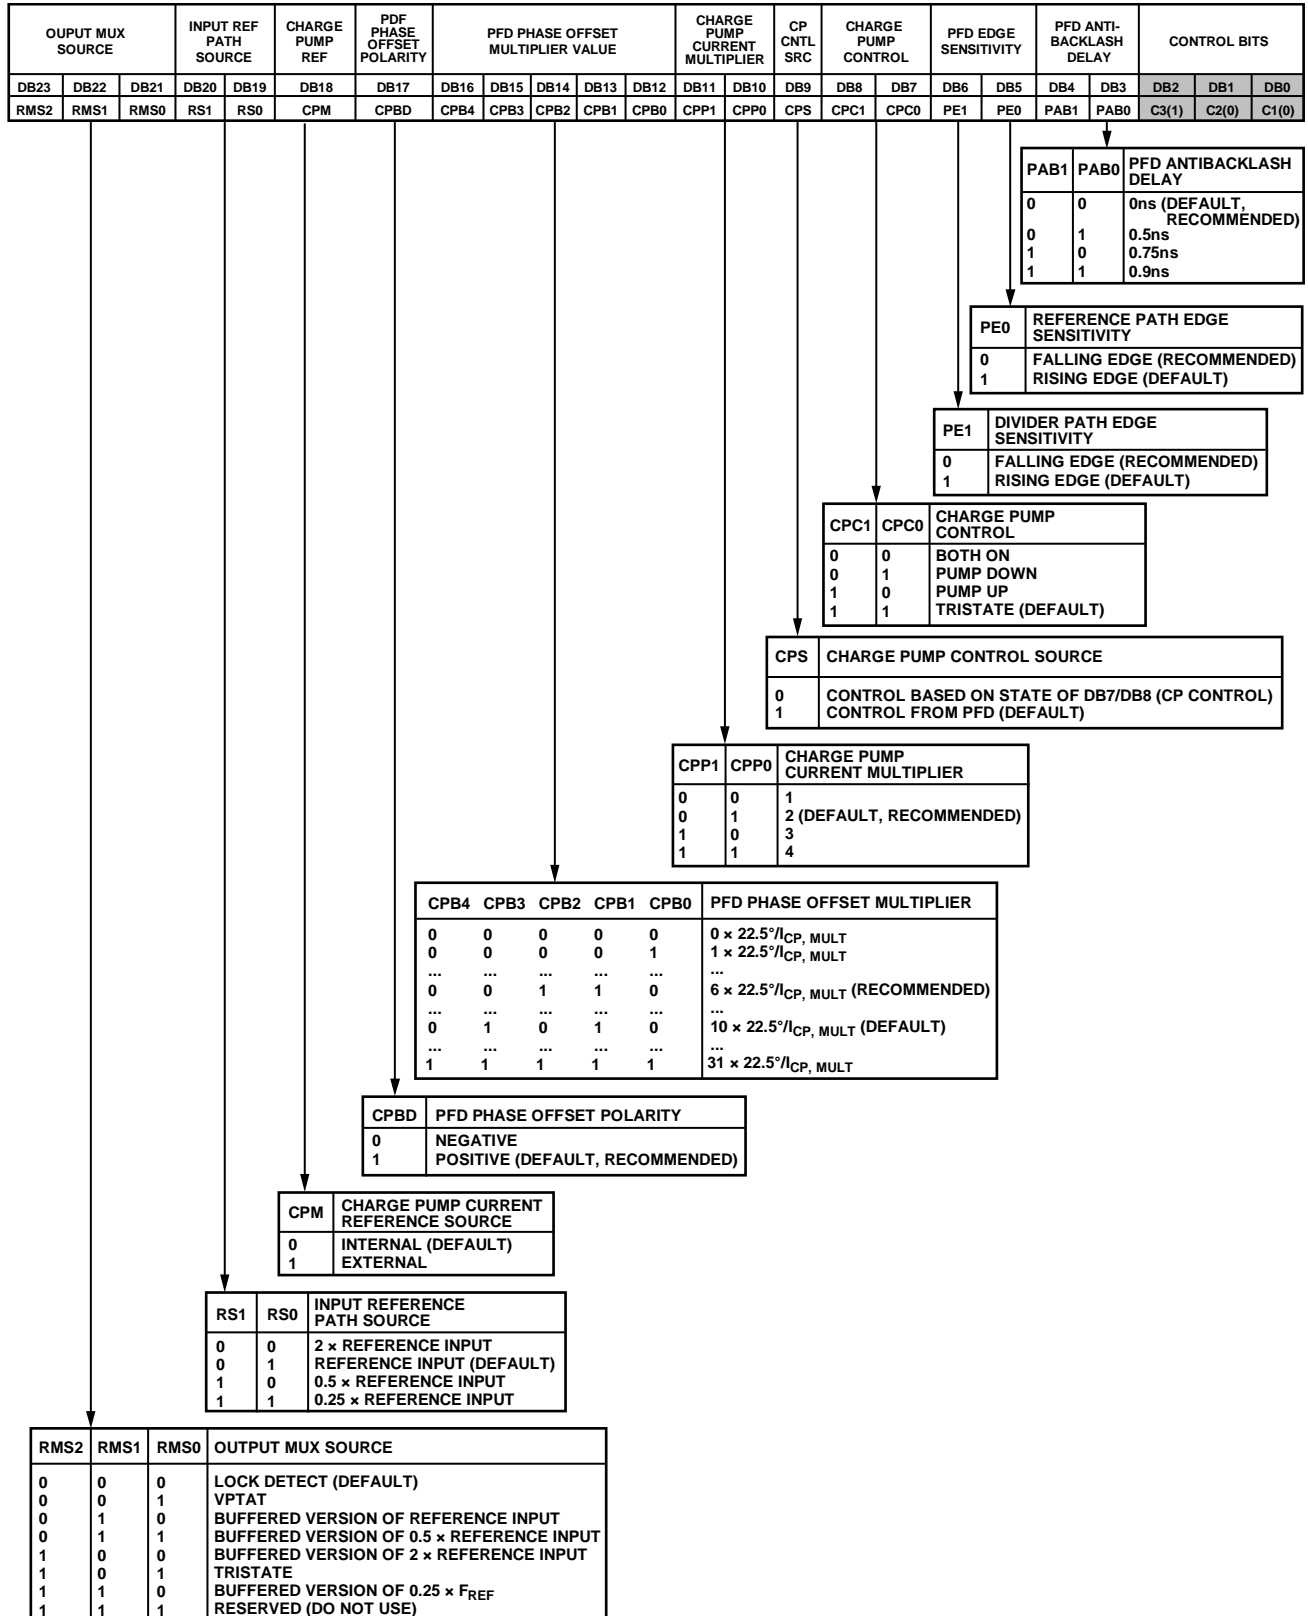 OUPUT MUX SOURCE | INPUT REF PATH SOURCE | CHARGE PUMP REF | PDF PHASE OFFSET POLARITY | PFD PHASE OFFSET MULTIPLIER VALUE | CHARGE PUMP CURRENT MULTIPLIER | CP CNTL SRC | CHARGE PUMP CONTROL | PFD EDGE SENSITIVITY | PFD ANTI-BACKLASH DELAY | CONTROL BITS
DB23 DB22 DB21 DB20 DB19 DB18 DB17 DB16 DB15 DB14 DB13 DB12 DB11 DB10 DB9 DB8 DB7 DB6 DB5 DB4 DB3 DB2 DB1 DB0
RMS2 RMS1 RMS0 RS1 RS0 CPM CPBD CPB4 CPB3 CPB2 CPB1 CPB0 CPP1 CPP0 CPS CPC1 CPC0 PE1 PE0 PAB1 PAB0 C3(1) C2(0) C1(0)
PAB1 PAB0 PFD ANTIBACKLASH DELAY
0 0 0ns (DEFAULT, RECOMMENDED)
0 1 0.5ns
1 0 0.75ns
1 1 0.9ns
PE0 REFERENCE PATH EDGE SENSITIVITY
0 FALLING EDGE (RECOMMENDED)
1 RISING EDGE (DEFAULT)
PE1 DIVIDER PATH EDGE SENSITIVITY
0 FALLING EDGE (RECOMMENDED)
1 RISING EDGE (DEFAULT)
CPC1 CPC0 CHARGE PUMP CONTROL
0 0 BOTH ON
0 1 PUMP DOWN
1 0 PUMP UP
1 1 TRISTATE (DEFAULT)
CPS CHARGE PUMP CONTROL SOURCE
0 CONTROL BASED ON STATE OF DB7/DB8 (CP CONTROL)
1 CONTROL FROM PFD (DEFAULT)
CPP1 CPP0 CHARGE PUMP CURRENT MULTIPLIER
0 0 1
0 1 2 (DEFAULT, RECOMMENDED)
1 0 3
1 1 4
CPB4 CPB3 CPB2 CPB1 CPB0 PFD PHASE OFFSET MULTIPLIER
0 0 0 0 0 0 × 22.5°/ICP, MULT
0 0 0 0 1 1 × 22.5°/ICP, MULT
... ... ... ... ... ...
0 0 1 1 0 6 × 22.5°/ICP, MULT (RECOMMENDED)
... ... ... ... ... ...
0 1 0 1 0 10 × 22.5°/ICP, MULT (DEFAULT)
... ... ... ... ... ...
1 1 1 1 1 31 × 22.5°/ICP, MULT
CPBD PFD PHASE OFFSET POLARITY
0 NEGATIVE
1 POSITIVE (DEFAULT, RECOMMENDED)
CPM CHARGE PUMP CURRENT REFERENCE SOURCE
0 INTERNAL (DEFAULT)
1 EXTERNAL
RS1 RS0 INPUT REFERENCE PATH SOURCE
0 0 2 × REFERENCE INPUT
0 1 REFERENCE INPUT (DEFAULT)
1 0 0.5 × REFERENCE INPUT
1 1 0.25 × REFERENCE INPUT
RMS2 RMS1 RMS0 OUTPUT MUX SOURCE
0 0 0 LOCK DETECT (DEFAULT)
0 0 1 VPTAT
0 1 0 BUFFERED VERSION OF REFERENCE INPUT
0 1 1 BUFFERED VERSION OF 0.5 × REFERENCE INPUT
1 0 0 BUFFERED VERSION OF 2 × REFERENCE INPUT
1 0 1 TRISTATE
1 1 0 BUFFERED VERSION OF 0.25 × FREF
1 1 1 RESERVED (DO NOT USE)